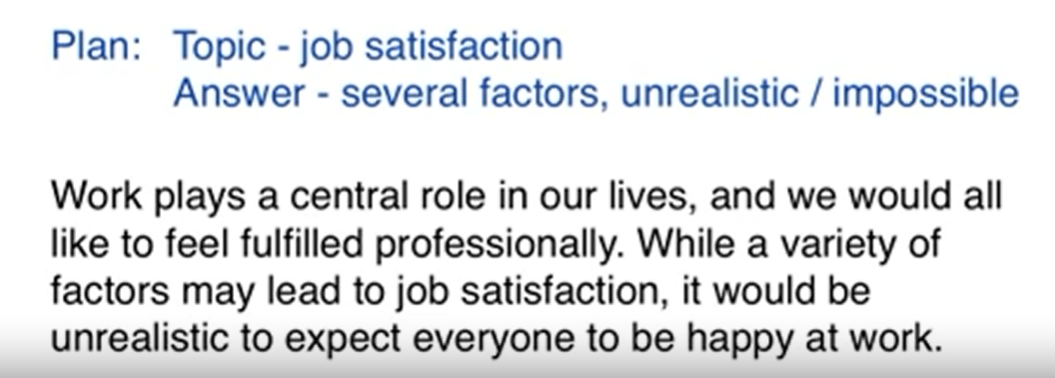 Plan: Topic - job satisfaction
Answer - several factors, unrealistic / impossible
Work plays a central role in our lives, and we would all
like to feel fulfilled professionally. While a variety of
factors may lead to job satisfaction, it would be
unrealistic to expect everyone to be happy at work.